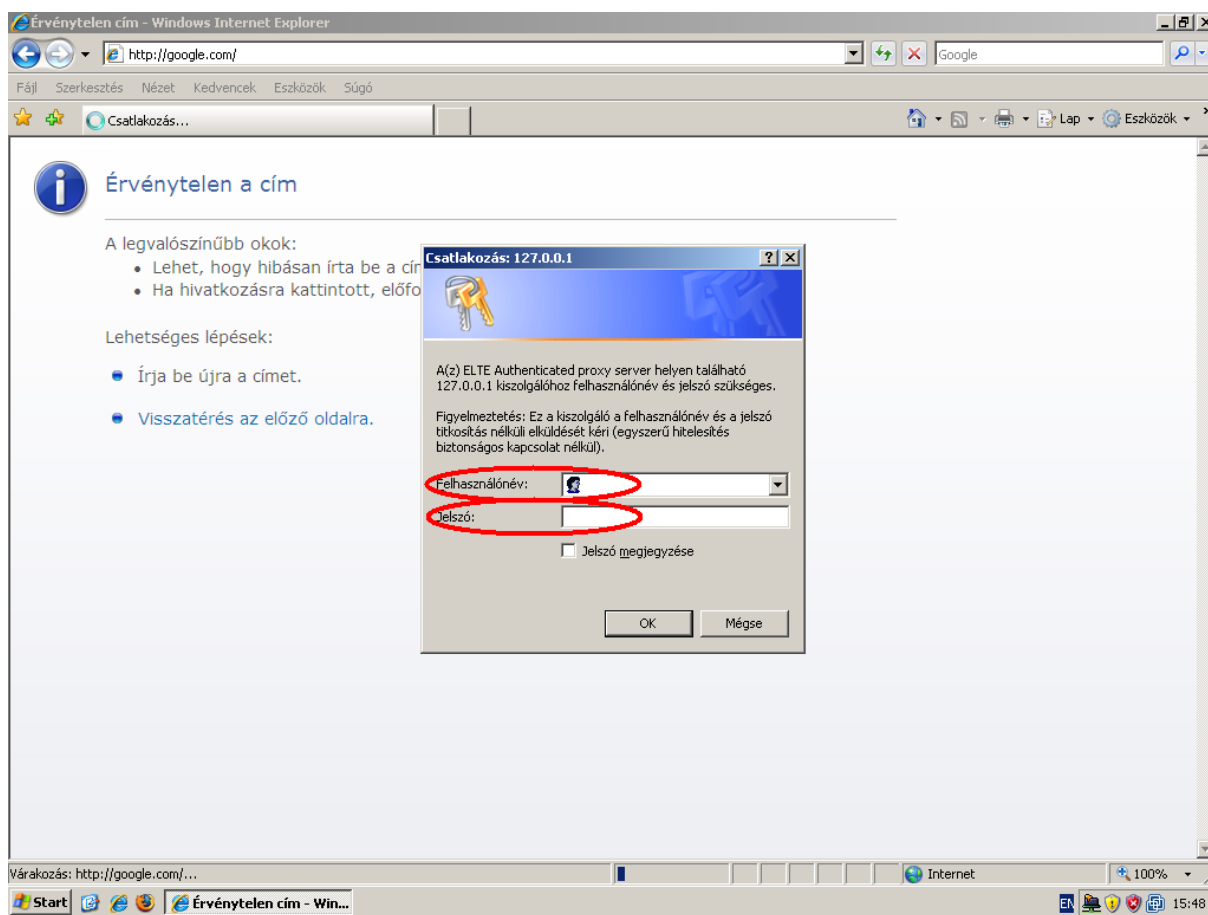 Érvénytelen cím - Windows Internet Explorer
http://google.com/
Google
Fájl Szerkesztés Nézet Kedvencek Eszközök Súgó
Csatlakozás...
Lap
Eszközök
Érvénytelen a cím
A legvalószínűbb okok:
Lehet, hogy hibásan írta be a cír
Ha hivatkozásra kattintott, előfo
Lehetséges lépések:
Írja be újra a címet.
Visszatérés az előző oldalra.
Csatlakozás: 127.0.0.1
A(z) ELTE Authenticated proxy server helyen található
127.0.0.1 kiszolgálóhoz felhasználónév és jelszó szükséges.
Figyelmeztetés: Ez a kiszolgáló a felhasználónév és a jelszó
titkosítás nélküli elküldését kéri (egyszerű hitelesítés
biztonságos kapcsolat nélkül).
Felhasználónév:
Jelszó:
Jelszó megjegyzése
OK
Mégse
Várakozás: http://google.com/...
Internet
100%
Start
Érvénytelen cím - Win...
EN
15:48